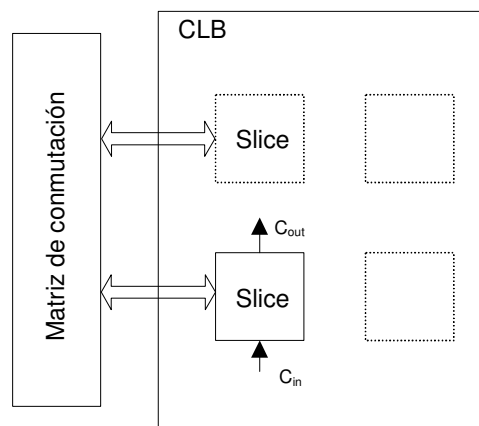 CLB
Matriz de conmutación
Slice
Cout
Slice
Cin